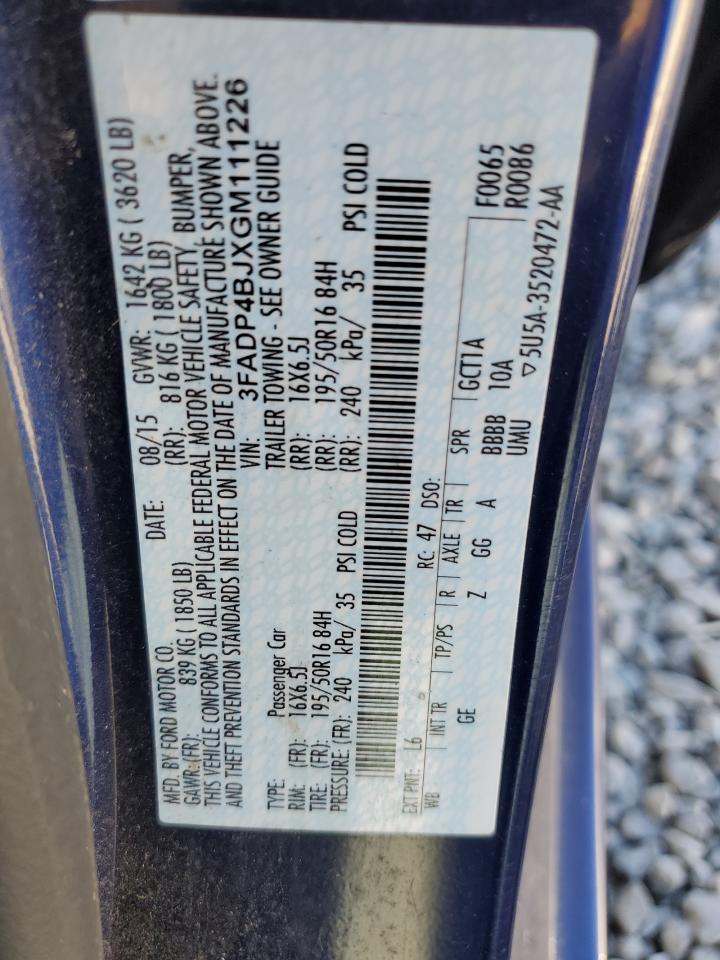 MFD. BY FORD MOTOR CO.
DATE: 08/15 GVWR: 1642 KG ( 3620 LB)
GAWR: (FR): 839 KG ( 1850 LB) (RR): 816 KG ( 1800 LB)
THIS VEHICLE CONFORMS TO ALL APPLICABLE FEDERAL MOTOR VEHICLE SAFETY, BUMPER,
AND THEFT PREVENTION STANDARDS IN EFFECT ON THE DATE OF MANUFACTURE SHOWN ABOVE.
VIN: 3FADP4BJXGM111226
TYPE: Passenger Car TRAILER TOWING - SEE OWNER GUIDE
RIM: (FR): 16X6.5J (RR): 16X6.5J
TIRE: (FR): 195/50R16 84H (RR): 195/50R16 84H
PRESSURE: (FR): 240 kPa/ 35 PSI COLD (RR): 240 kPa/ 35 PSI COLD
EXT PNT: L6 RC: 47 DSO: F0065
R0086
WB INT TR TP/PS R AXLE TR SPR GCT1A
GE Z GG A BBBB 10A
UMU
▽5U5A-3520472-AA